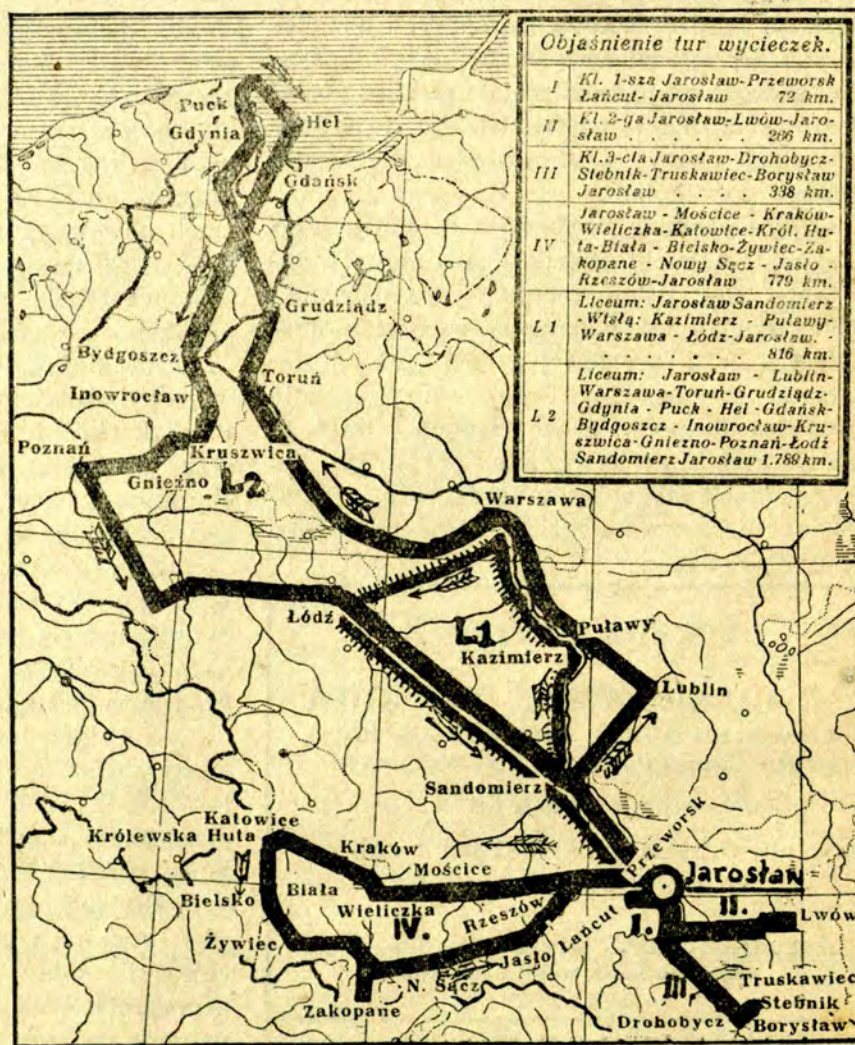 Objaśnienie tur wycieczek.
I Kl. 1-sza Jarosław-Przeworsk
Łańcut-Jarosław 72 km.
II Kl. 2-ga Jarosław-Lwów-Jaro-
sław . . . . . . 266 km.
III Kl. 3-cia Jarosław-Drohobycz-
Stebnik-Truskawiec-Borysław
Jarosław . . . . 338 km.
IV Jarosław - Mościce - Kraków-
Wieliczka-Katowice-Król. Hu-
ta-Biała - Bielsko-Żywiec-Za-
kopane - Nowy Sącz - Jasło -
Rzeszów-Jarosław 779 km.
L 1 Liceum: Jarosław Sandomierz
-Wisłą: Kazimierz - Puławy-
Warszawa - Łódź-Jarosław. -
. . . . . . . 816 km.
L 2 Liceum: Jarosław - Lublin-
Warszawa-Toruń-Grudziądz-
Gdynia - Puck - Hel - Gdańsk-
Bydgoszcz - Inowrocław-Kru-
szwica-Gniezno-Poznań-Łódź
Sandomierz Jarosław 1.789 km.
Puck
Hel
Gdynia
Gdańsk
Grudziądz
Bydgoszcz
Toruń
Inowrocław
Poznań
Kruszwica
Gnieźno
L2
Warszawa
Łódź
L1
Puławy
Kazimierz
Lublin
Sandomierz
Przeworsk
Katowice
Królewska Huta
Kraków
Mościce
Jarosław
Bielsko
Biała
Wieliczka
Rzeszów
Łańcut
I.
II.
Lwów
IV.
Żywiec
Jasło
N. Sącz
III.
Zakopane
Truskawiec
Stebnik
Drohobycz
Borysław